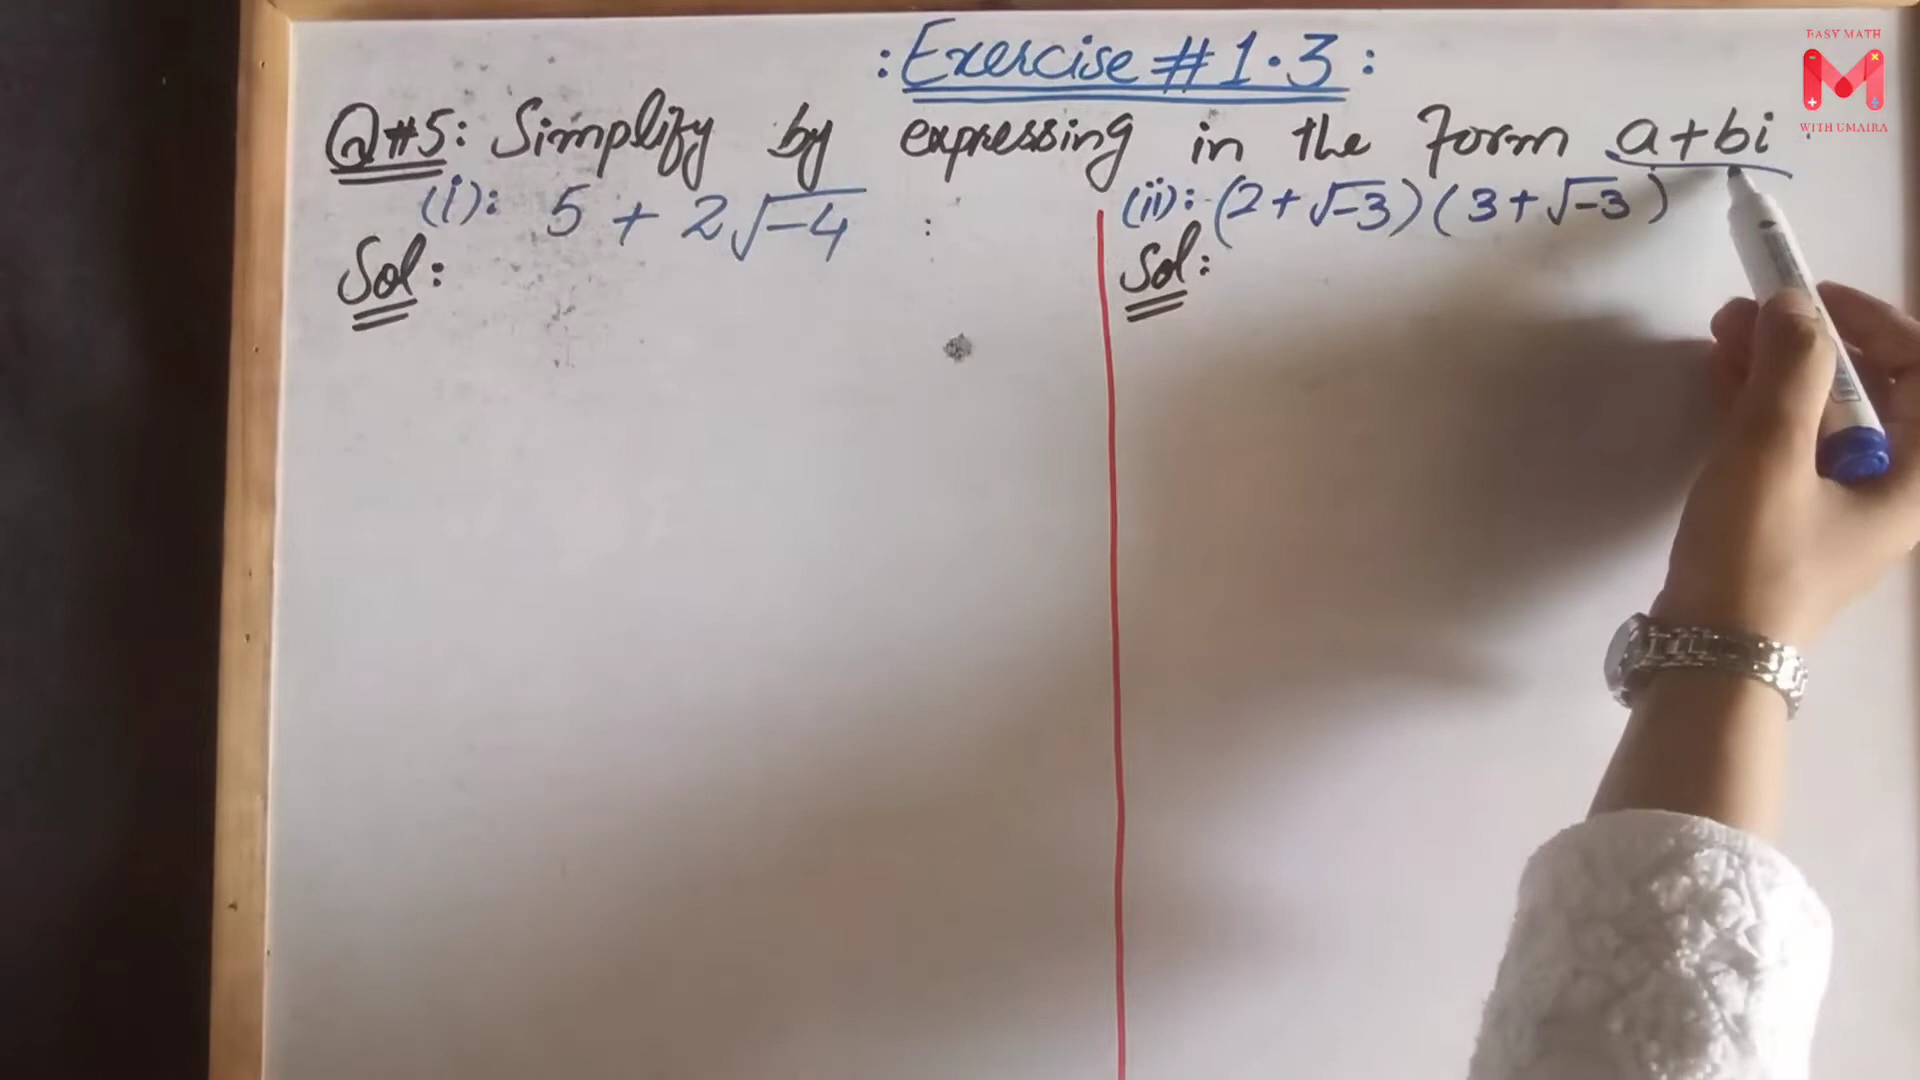 : Exercise # 1.3 :
EASY MATH
M
WITH UMAIRA
Q#5: Simplify by expressing in the form a+bi .
(i): 5 + 2√-4
(ii): (2+√-3)(3+√-3)
Sol:
Sol: